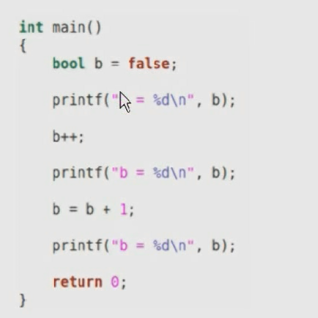 int main()
{
bool b = false;
printf(" = %d\n", b);
b++;
printf("b = %d\n", b);
b = b + 1;
printf("b = %d\n", b);
return 0;
}